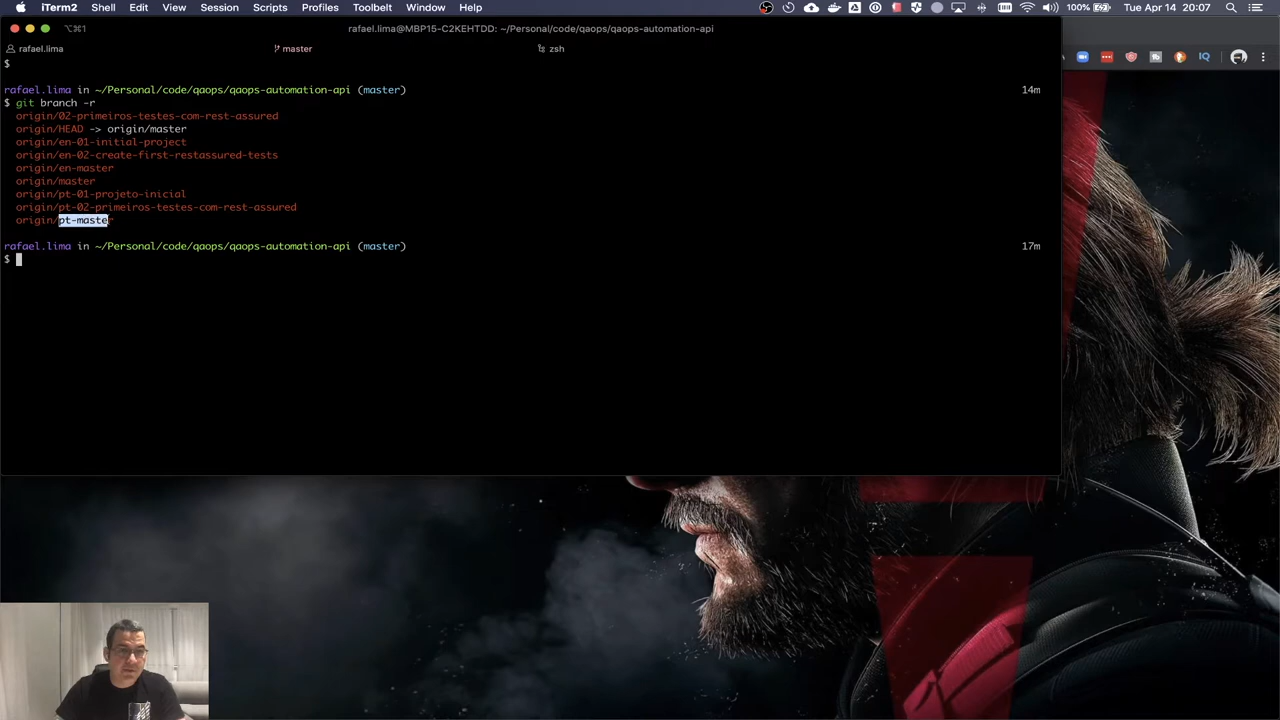 iTerm2 Shell Edit View Session Scripts Profiles Toolbelt Window Help 100% Tue Apr 14 20:07
⌥⌘1 rafael.lima@MBP15-C2KEHTDD: ~/Personal/code/qaops/qaops-automation-api
rafael.lima master zsh
$
rafael.lima in ~/Personal/code/qaops/qaops-automation-api (master) 14m
$ git branch -r
origin/02-primeiros-testes-com-rest-assured
origin/HEAD -> origin/master
origin/en-01-initial-project
origin/en-02-create-first-restassured-tests
origin/en-master
origin/master
origin/pt-01-projeto-inicial
origin/pt-02-primeiros-testes-com-rest-assured
origin/pt-master
rafael.lima in ~/Personal/code/qaops/qaops-automation-api (master) 17m
$
IQ